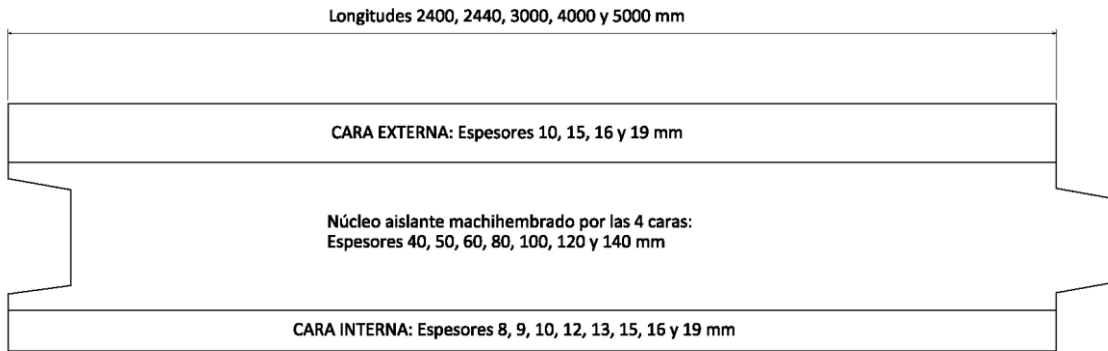 Longitudes 2400, 2440, 3000, 4000 y 5000 mm
CARA EXTERNA: Espesores 10, 15, 16 y 19 mm
Núcleo aislante machihembrado por las 4 caras:
Espesores 40, 50, 60, 80, 100, 120 y 140 mm
CARA INTERNA: Espesores 8, 9, 10, 12, 13, 15, 16 y 19 mm